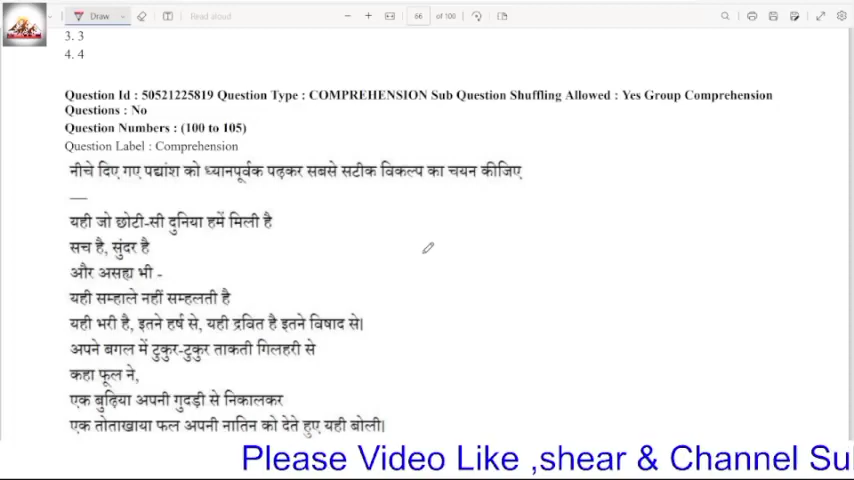 Draw
Read aloud
66
of 100
3. 3
4. 4
Question Id : 50521225819 Question Type : COMPREHENSION Sub Question Shuffling Allowed : Yes Group Comprehension
Questions : No
Question Numbers : (100 to 105)
Question Label : Comprehension
नीचे दिए गए पद्यांश को ध्यानपूर्वक पढ़कर सबसे सटीक विकल्प का चयन कीजिए
—
यही जो छोटी-सी दुनिया हमें मिली है
सच है, सुंदर है
और असह्य भी -
यही सम्हाले नहीं सम्हलती है
यही भरी है, इतने हर्ष से, यही द्रवित है इतने विषाद से।
अपने बगल में टुकुर-टुकुर ताकती गिलहरी से
कहा फूल ने,
एक बुढ़िया अपनी गुदड़ी से निकालकर
एक तोताखाया फल अपनी नातिन को देते हुए यही बोली।
Please Video Like ,shear & Channel Su